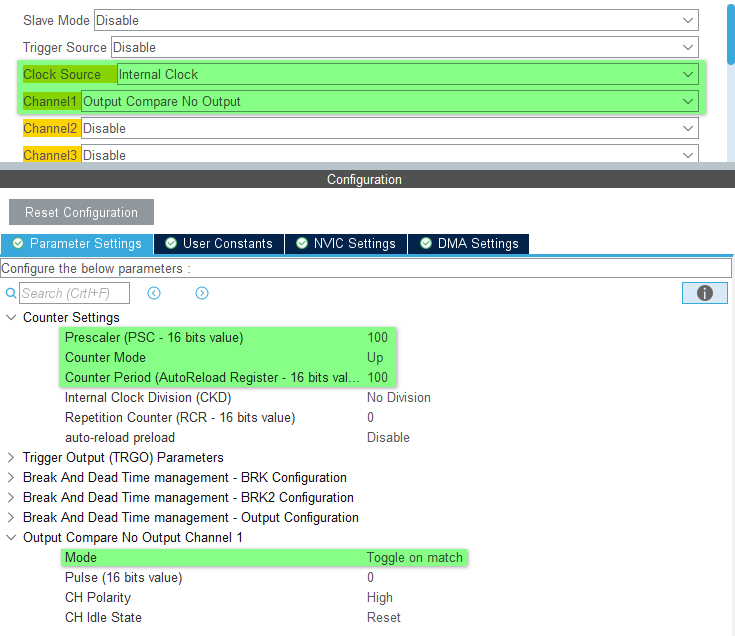 Slave Mode Disable
Trigger Source Disable
Clock Source Internal Clock
Channel1 Output Compare No Output
Channel2 Disable
Channel3 Disable
Configuration
Reset Configuration
Parameter Settings User Constants NVIC Settings DMA Settings
Configure the below parameters :
Search (CrtI+F)
Counter Settings
Prescaler (PSC - 16 bits value) 100
Counter Mode Up
Counter Period (AutoReload Register - 16 bits val... 100
Internal Clock Division (CKD) No Division
Repetition Counter (RCR - 16 bits value) 0
auto-reload preload Disable
Trigger Output (TRGO) Parameters
Break And Dead Time management - BRK Configuration
Break And Dead Time management - BRK2 Configuration
Break And Dead Time management - Output Configuration
Output Compare No Output Channel 1
Mode Toggle on match
Pulse (16 bits value) 0
CH Polarity High
CH Idle State Reset